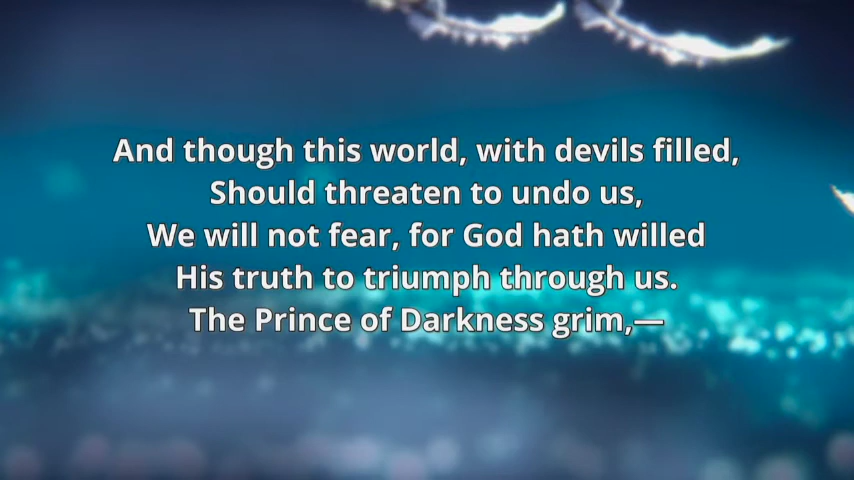 And though this world, with devils filled,
Should threaten to undo us,
We will not fear, for God hath willed
His truth to triumph through us.
The Prince of Darkness grim,—